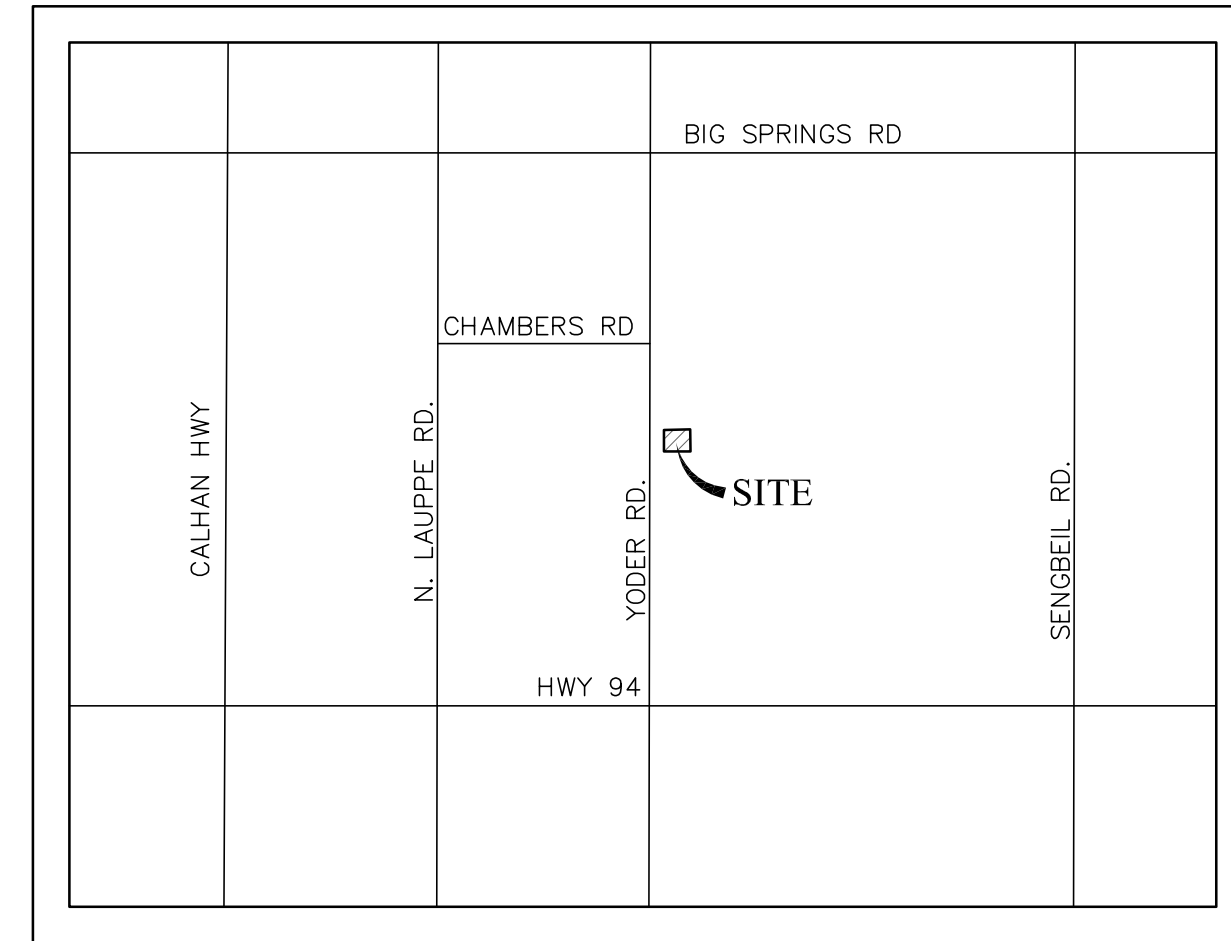 BIG SPRINGS RD
CHAMBERS RD
CALHAN HWY
N. LAUPPE RD.
YODER RD.
SITE
SENGBEIL RD.
HWY 94